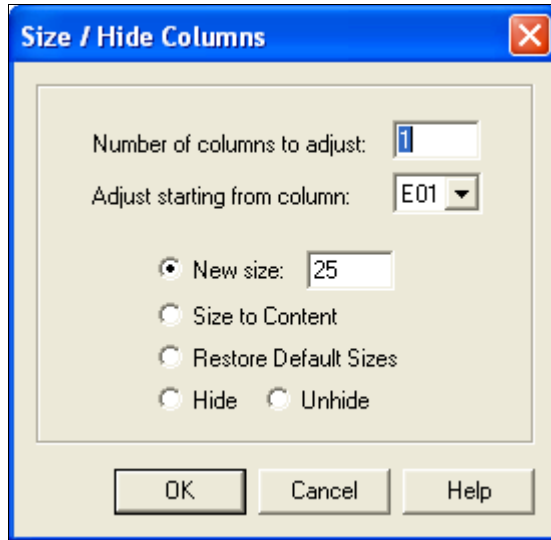 Size / Hide Columns
Number of columns to adjust: 1
Adjust starting from column: E01
New size: 25
Size to Content
Restore Default Sizes
Hide Unhide
OK Cancel Help